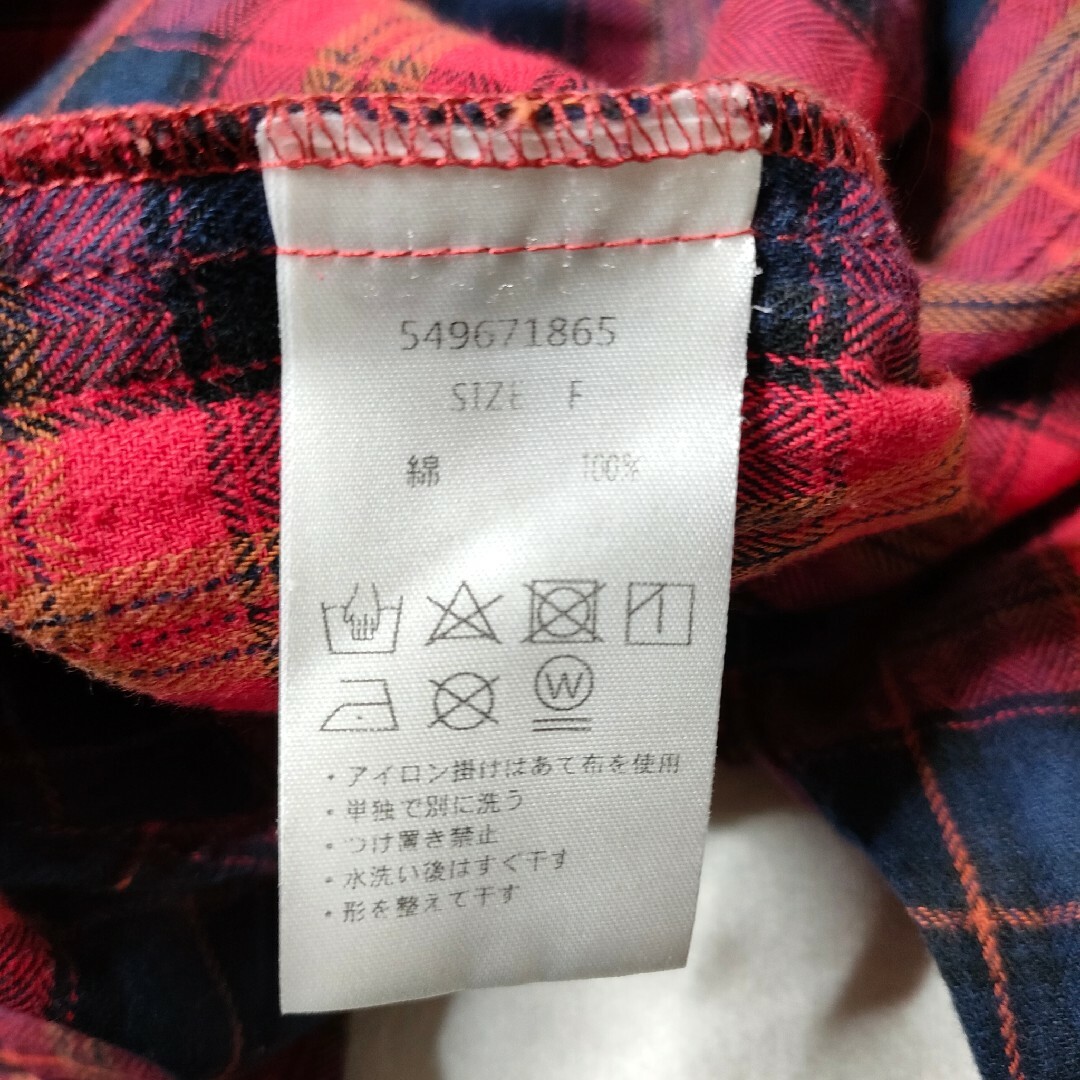 549671865
SIZE F
綿 100%
W
・アイロン掛けはあて布を使用
・単独で別に洗う
・つけ置き禁止
・水洗い後はすぐ干す
・形を整えて干す